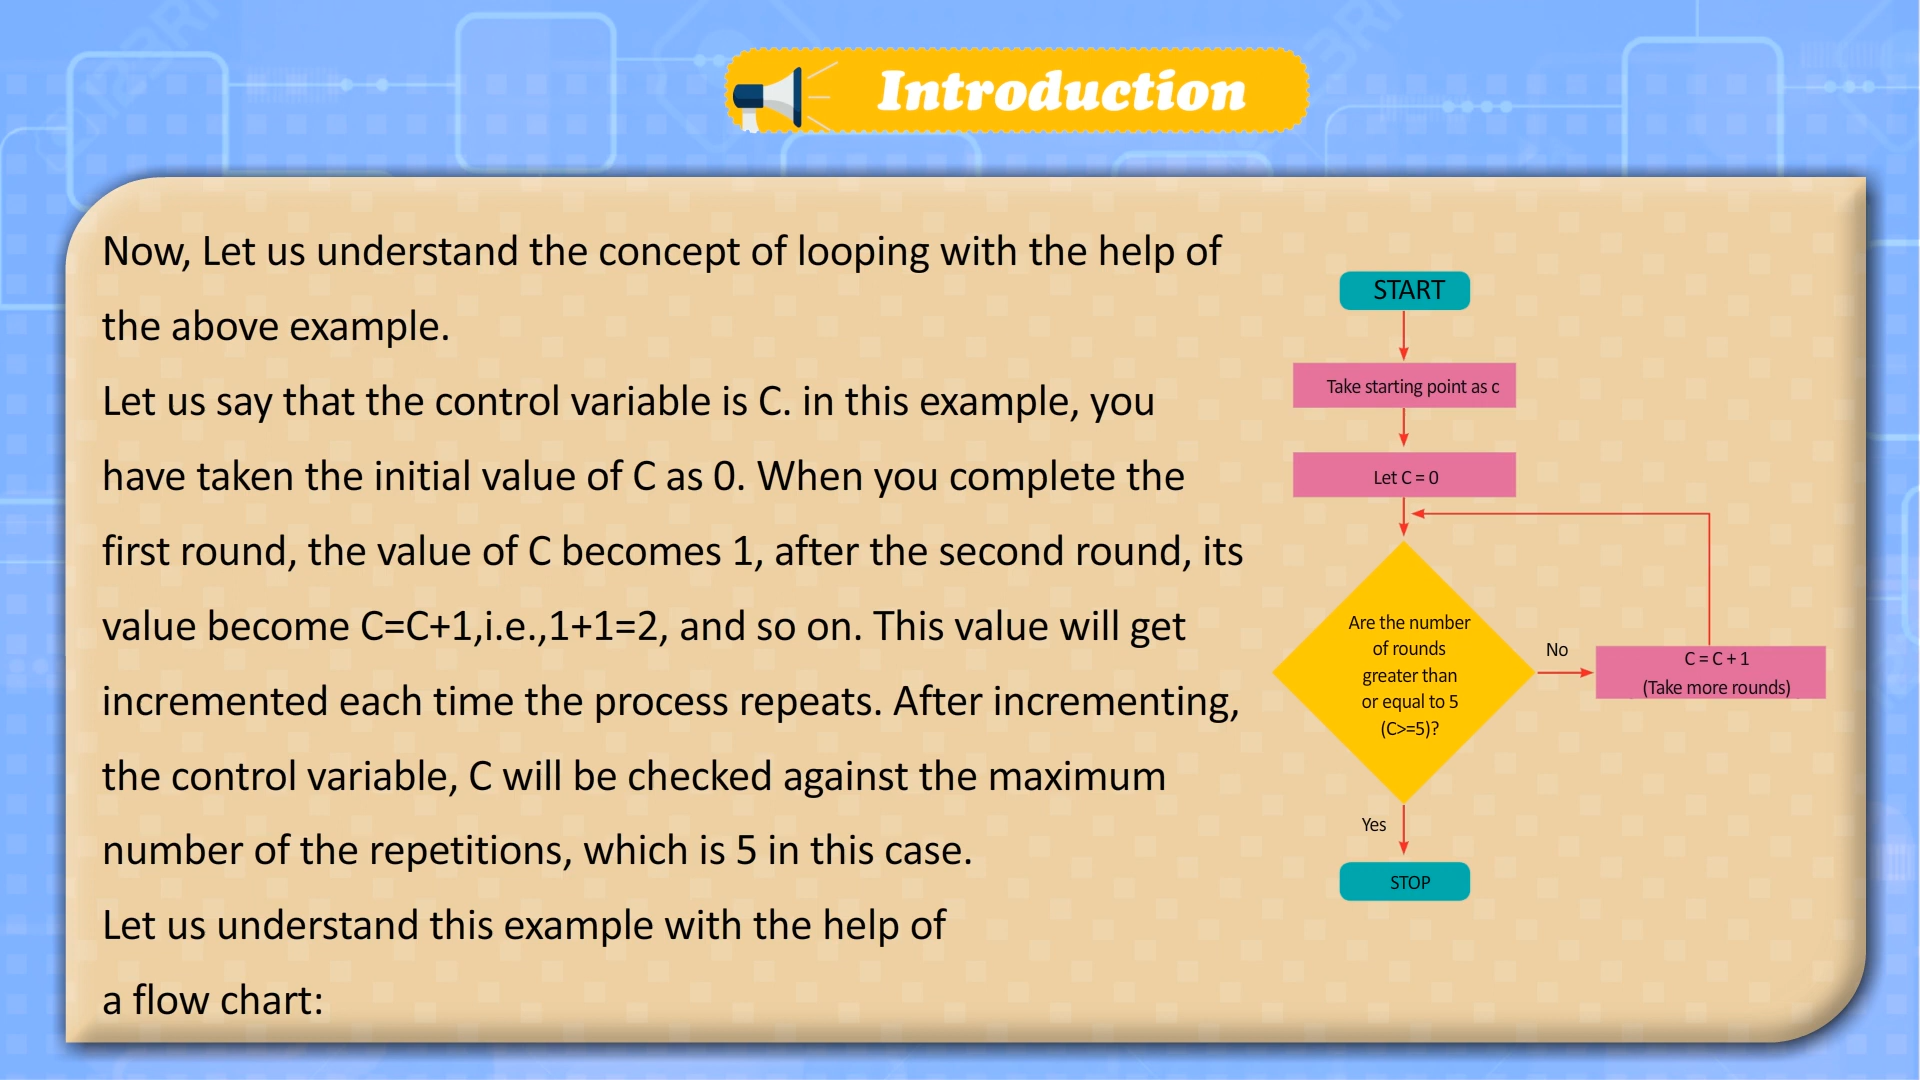 Introduction
Now, Let us understand the concept of looping with the help of
the above example.
Let us say that the control variable is C. in this example, you
have taken the initial value of C as 0. When you complete the
first round, the value of C becomes 1, after the second round, its
value become C=C+1,i.e.,1+1=2, and so on. This value will get
incremented each time the process repeats. After incrementing,
the control variable, C will be checked against the maximum
number of the repetitions, which is 5 in this case.
Let us understand this example with the help of
a flow chart:
START
Take starting point as c
Let C = 0
Are the number
of rounds
greater than
or equal to 5
(C>=5)?
No
C = C + 1
(Take more rounds)
Yes
STOP